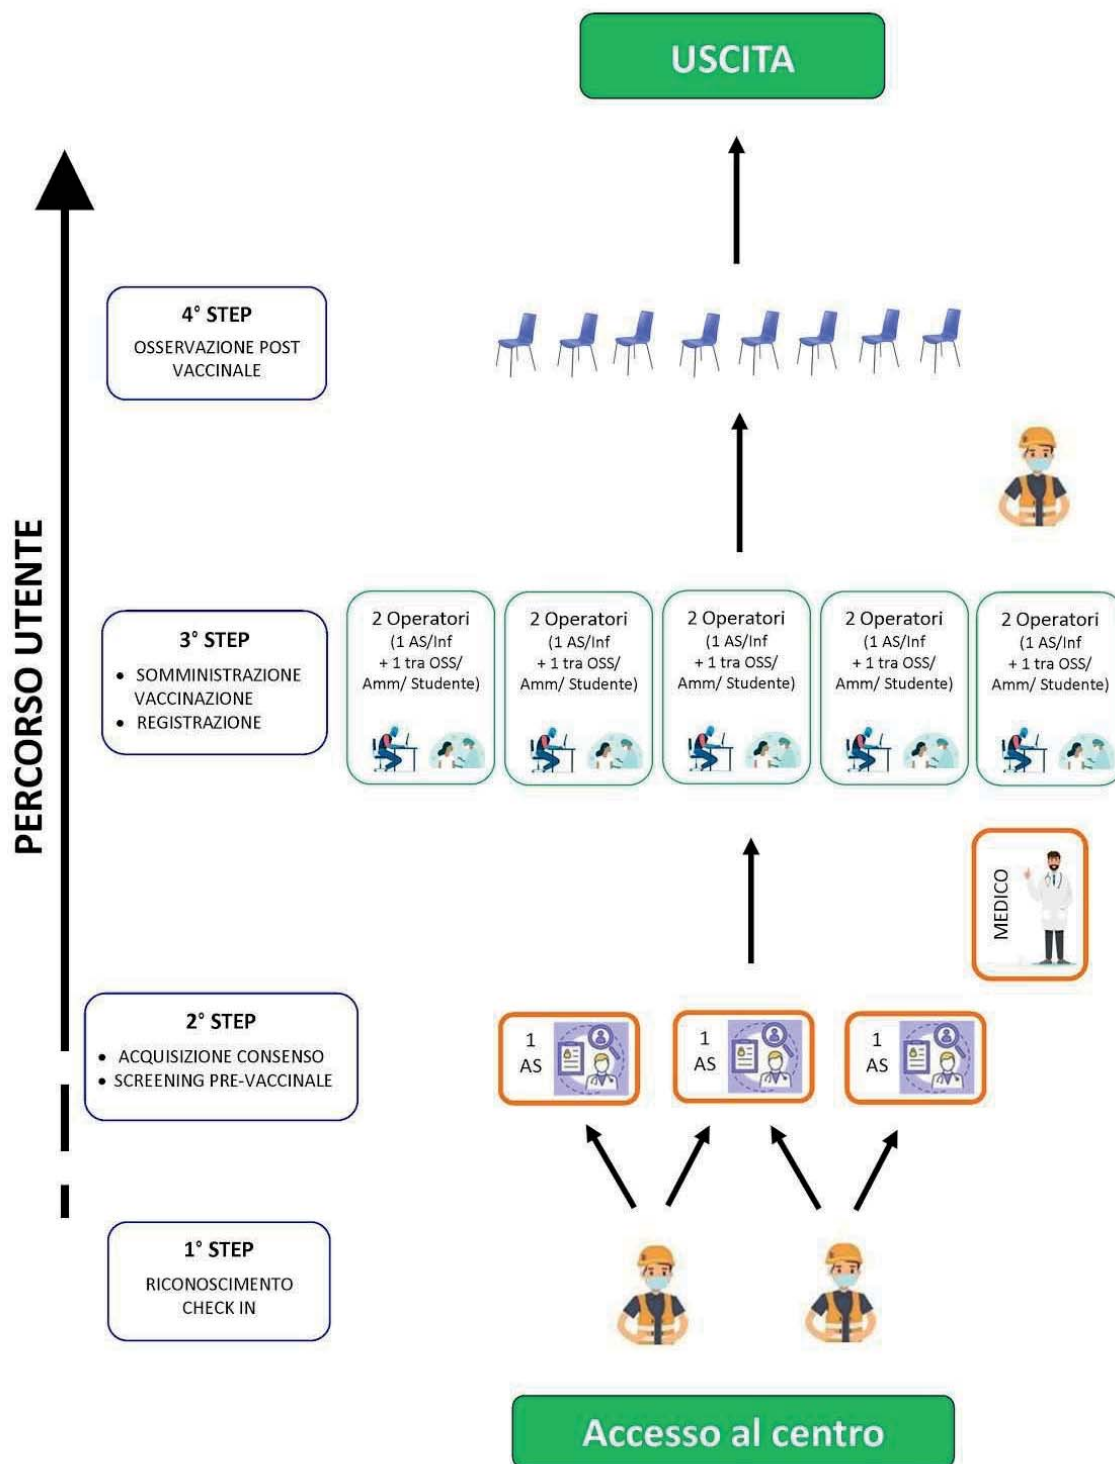 USCITA
PERCORSO UTENTE
4° STEP
OSSERVAZIONE POST
VACCINALE
3° STEP
• SOMMINISTRAZIONE
VACCINAZIONE
• REGISTRAZIONE
2 Operatori
(1 AS/Inf
+ 1 tra OSS/
Amm/ Studente)
2 Operatori
(1 AS/Inf
+ 1 tra OSS/
Amm/ Studente)
2 Operatori
(1 AS/Inf
+ 1 tra OSS/
Amm/ Studente)
2 Operatori
(1 AS/Inf
+ 1 tra OSS/
Amm/ Studente)
2 Operatori
(1 AS/Inf
+ 1 tra OSS/
Amm/ Studente)
MEDICO
2° STEP
• ACQUISIZIONE CONSENSO
• SCREENING PRE-VACCINALE
1
AS
1
AS
1
AS
1° STEP
RICONOSCIMENTO
CHECK IN
Accesso al centro